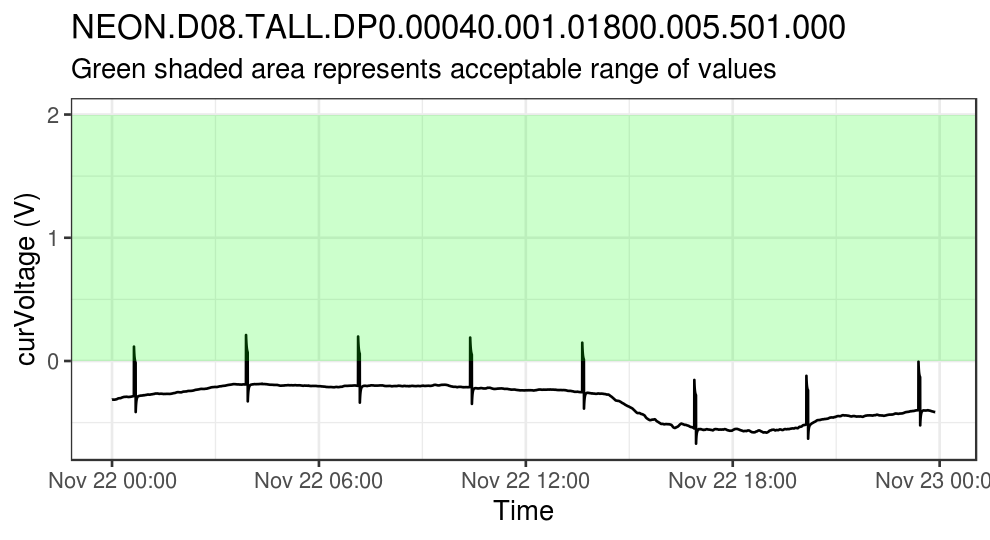 NEON.D08.TALL.DP0.00040.001.01800.005.501.000
Green shaded area represents acceptable range of values
curVoltage (V)
2
1
0
Nov 22 00:00 Nov 22 06:00 Nov 22 12:00 Nov 22 18:00 Nov 23 00:0
Time